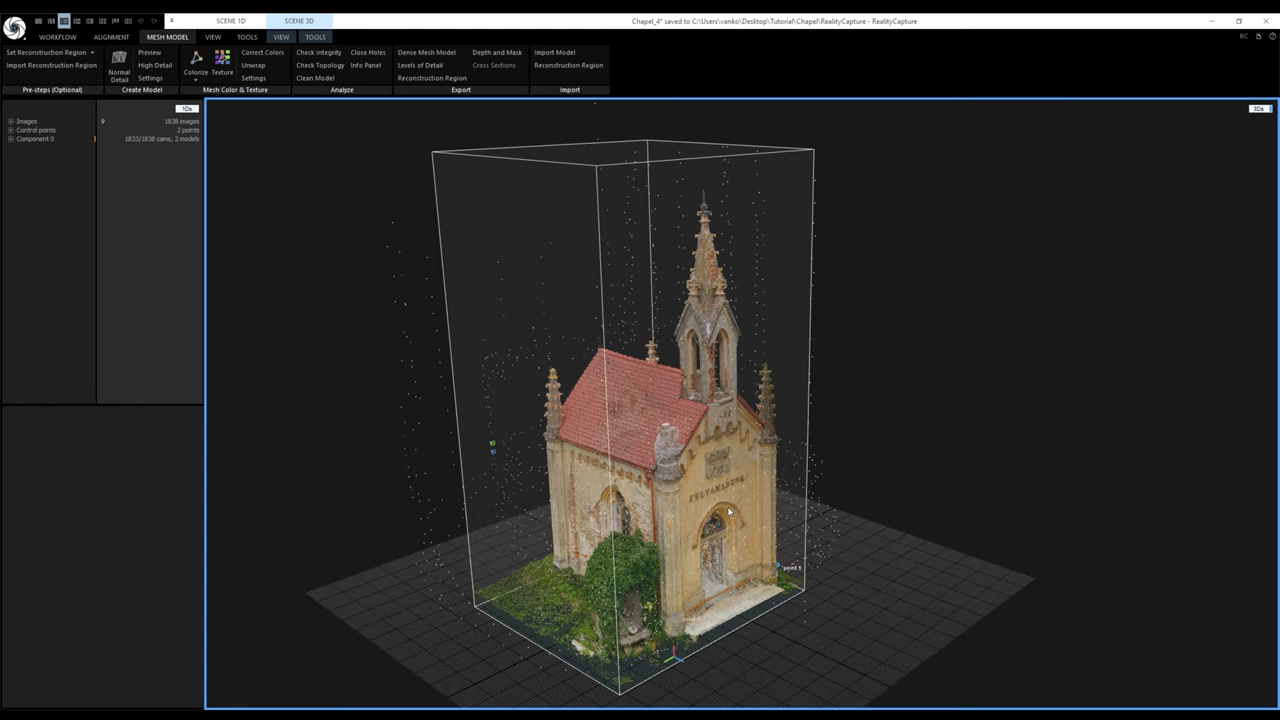 SCENE 1D
SCENE 3D
Chapel_4* saved to C:\Users\vanko\Desktop\Tutorial\Chapel\RealityCapture - RealityCapture
WORKFLOW
ALIGNMENT
MESH MODEL
VIEW
TOOLS
VIEW
TOOLS
RC
Set Reconstruction Region
Import Reconstruction Region
Pre-steps (Optional)
Normal
Detail
Preview
High Detail
Settings
Create Model
Colorize
Texture
Correct Colors
Unwrap
Settings
Mesh Color & Texture
Check Integrity
Close Holes
Check Topology
Info Panel
Clean Model
Analyze
Dense Mesh Model
Depth and Mask
Levels of Detail
Cross Sections
Reconstruction Region
Export
Import Model
Reconstruction Region
Import
1Ds
3Ds
Images
1838 images
Control points
2 points
Component 0
1833/1838 cams, 2 models
point 1